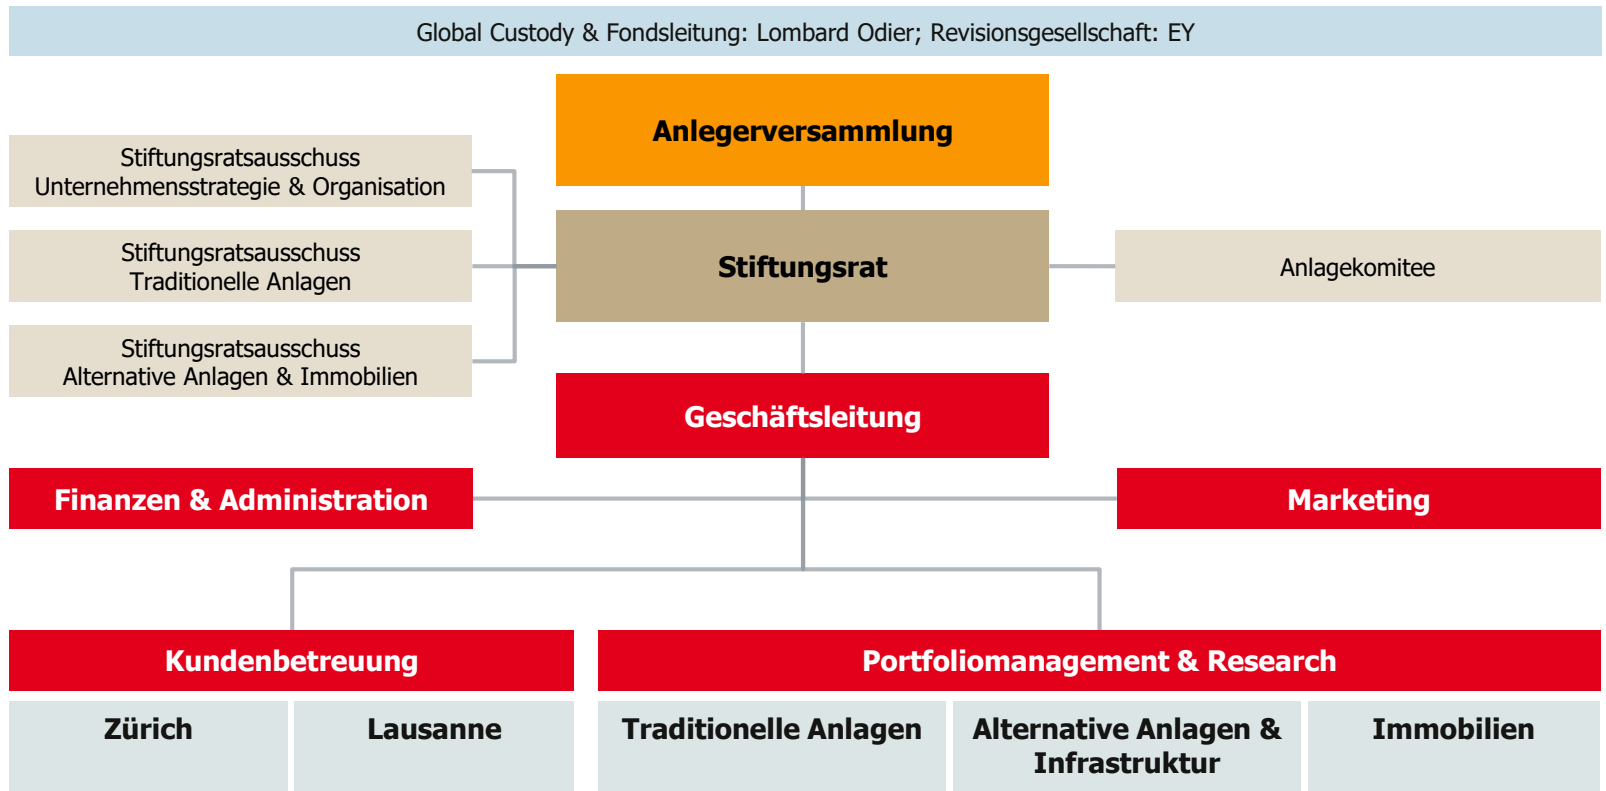 Global Custody & Fondsleitung: Lombard Odier; Revisionsgesellschaft: EY
Anlegerversammlung
Stiftungsratsausschuss
Unternehmensstrategie & Organisation
Stiftungsratsausschuss
Traditionelle Anlagen
Stiftungsrat
Anlagekomitee
Stiftungsratsausschuss
Alternative Anlagen & Immobilien
Geschäftsleitung
Finanzen & Administration
Marketing
Kundenbetreuung
Portfoliomanagement & Research
Zürich
Lausanne
Traditionelle Anlagen
Alternative Anlagen &
Infrastruktur
Immobilien